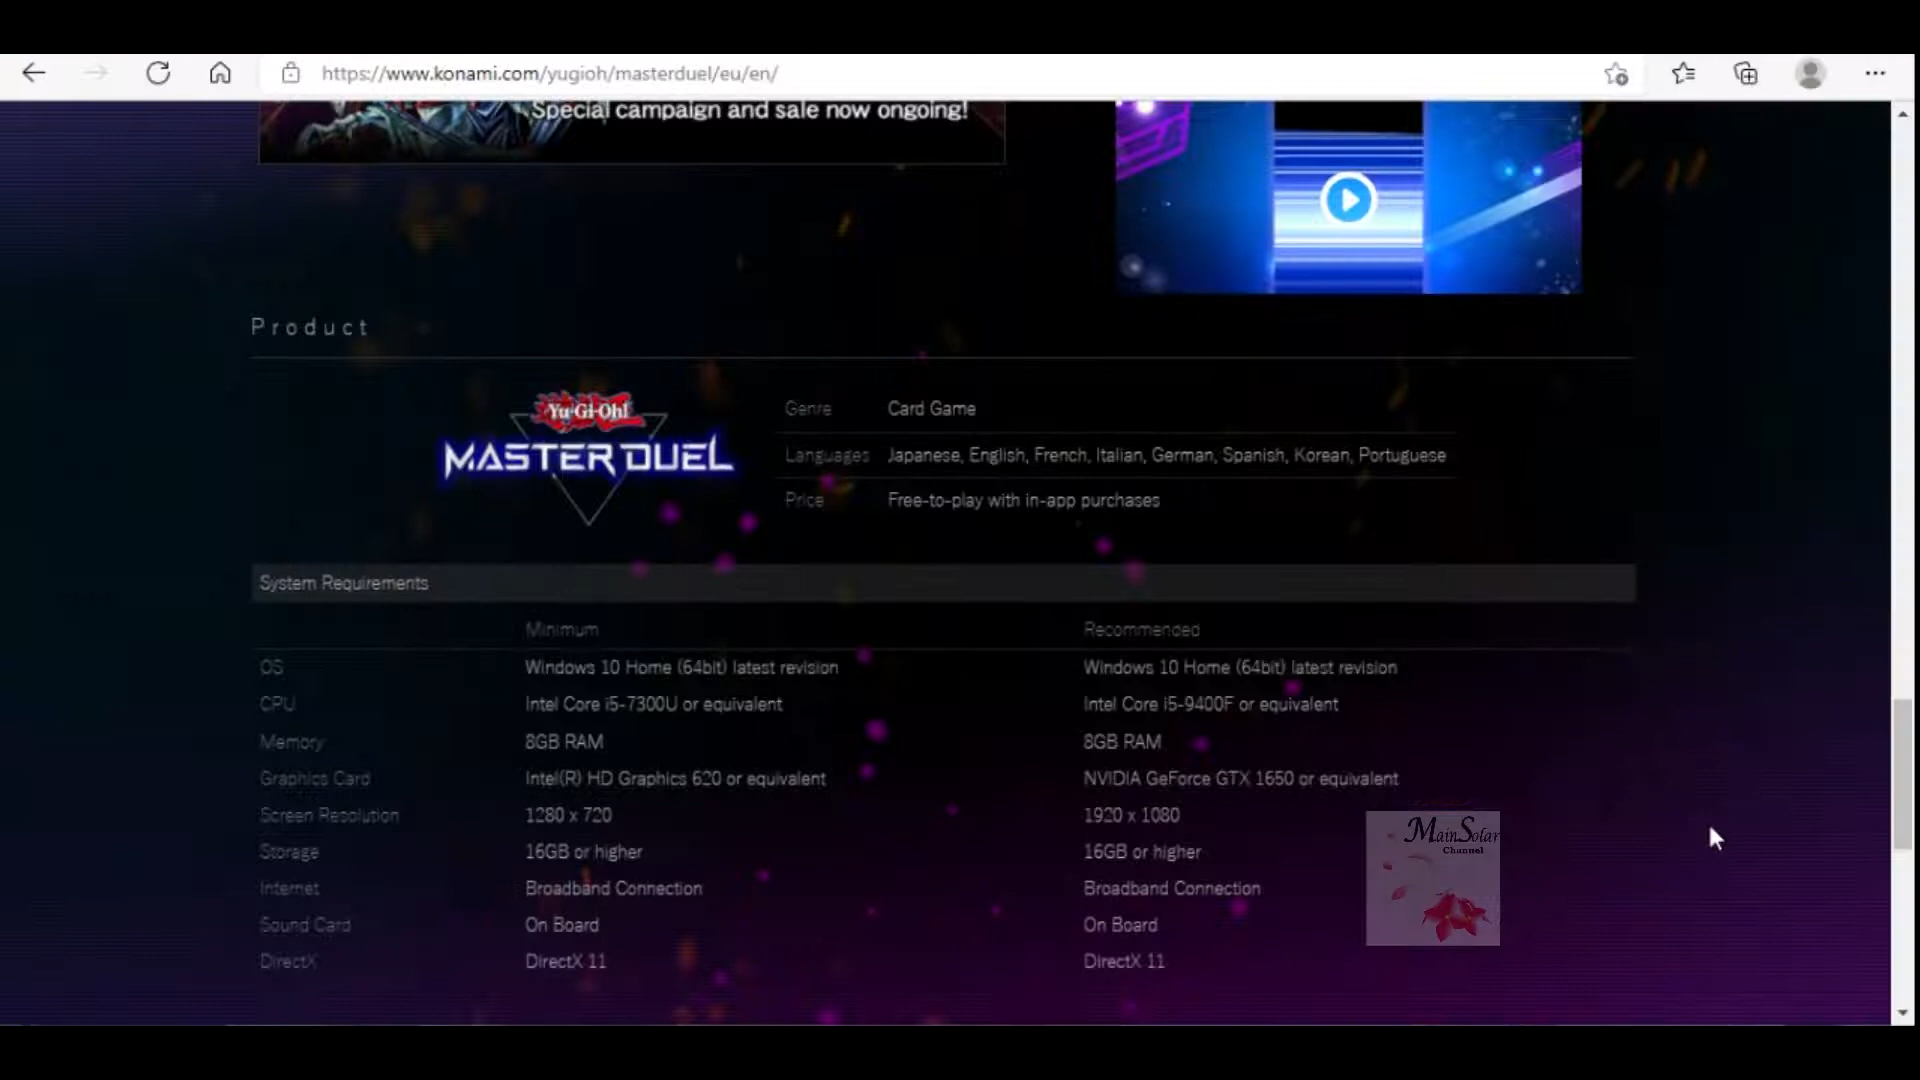 https://www.konami.com/yugioh/masterduel/eu/en/
Special campaign and sale now ongoing!
Product
Yu-Gi-Oh!
MASTER DUEL
Genre Card Game
Languages Japanese, English, French, Italian, German, Spanish, Korean, Portuguese
Price Free-to-play with in-app purchases
System Requirements
Minimum Recommended
OS Windows 10 Home (64bit) latest revision Windows 10 Home (64bit) latest revision
CPU Intel Core i5-7300U or equivalent Intel Core i5-9400F or equivalent
Memory 8GB RAM 8GB RAM
Graphics Card Intel(R) HD Graphics 620 or equivalent NVIDIA GeForce GTX 1650 or equivalent
Screen Resolution 1280 x 720 1920 x 1080
Storage 16GB or higher 16GB or higher
Internet Broadband Connection Broadband Connection
Sound Card On Board On Board
DirectX DirectX 11 DirectX 11
MainSolar
Channel